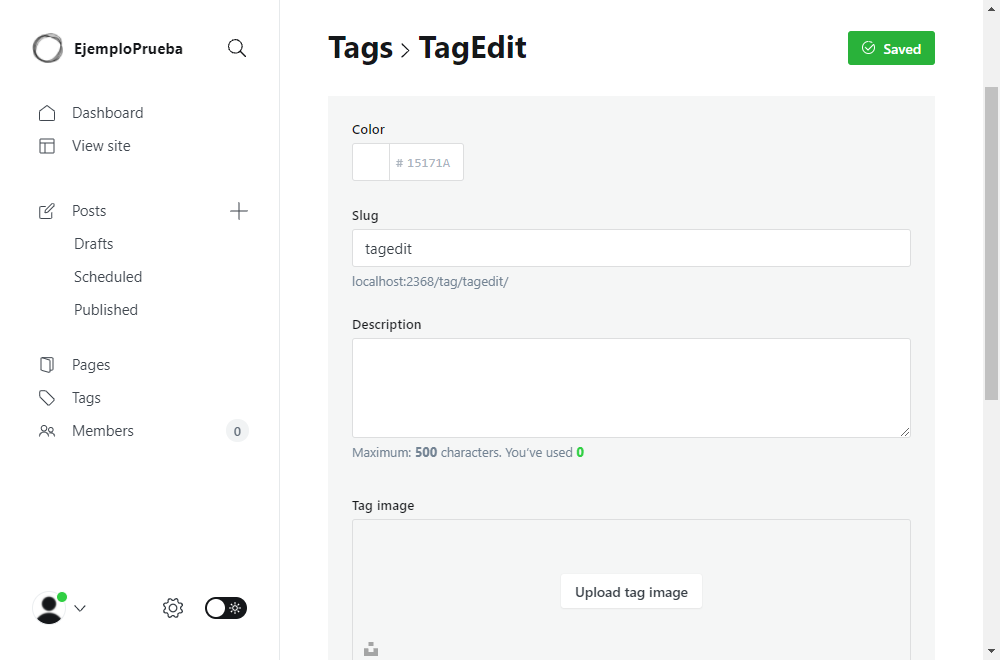 EjemploPrueba
Dashboard
View site
Posts
Drafts
Scheduled
Published
Pages
Tags
Members 0
Tags > TagEdit
Saved
Color
# 15171A
Slug
tagedit
localhost:2368/tag/tagedit/
Description
Maximum: 500 characters. You’ve used 0
Tag image
Upload tag image